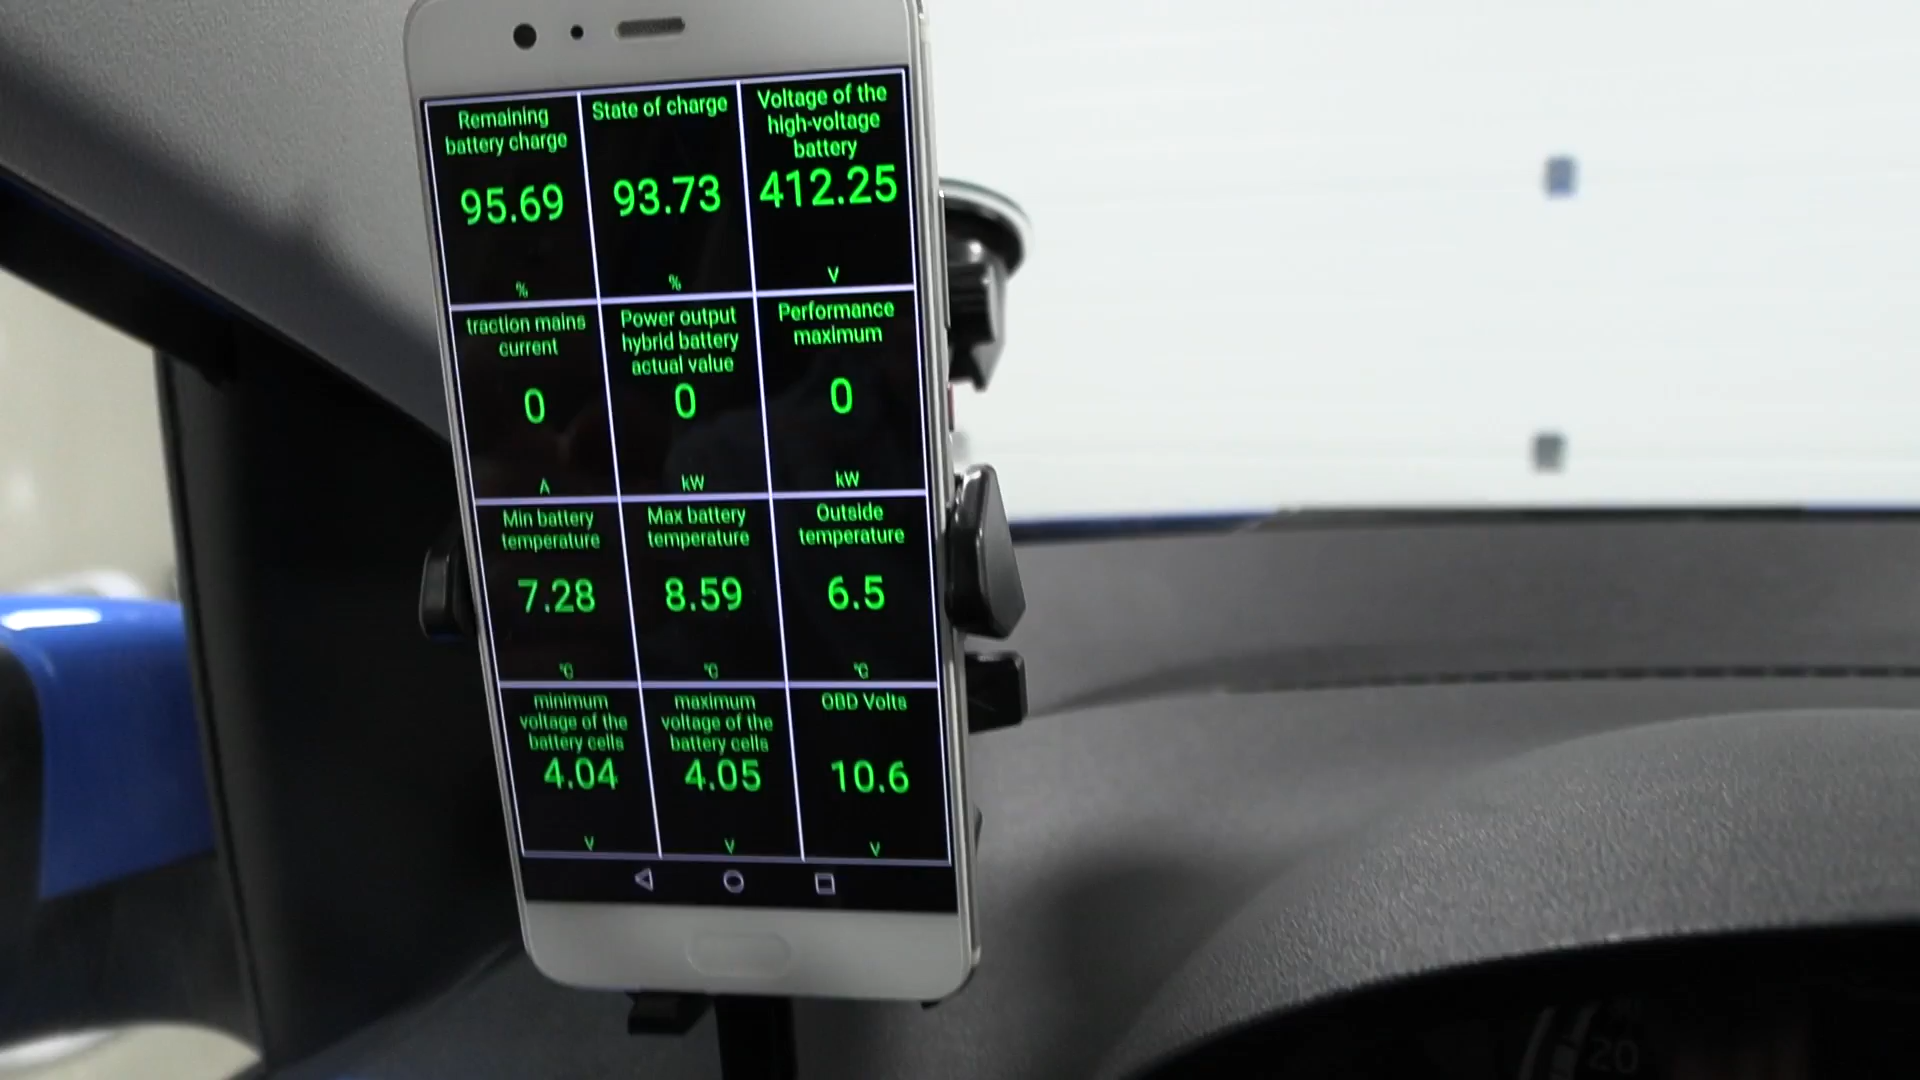 Remaining
battery charge
95.69
%
State of charge
93.73
%
Voltage of the
high-voltage
battery
412.25
V
traction mains
current
0
A
Power output
hybrid battery
actual value
0
kW
Performance
maximum
0
kW
Min battery
temperature
7.28
°C
Max battery
temperature
8.59
°C
Outside
temperature
6.5
°C
minimum
voltage of the
battery cells
4.04
V
maximum
voltage of the
battery cells
4.05
V
OBD Volts
10.6
V
20